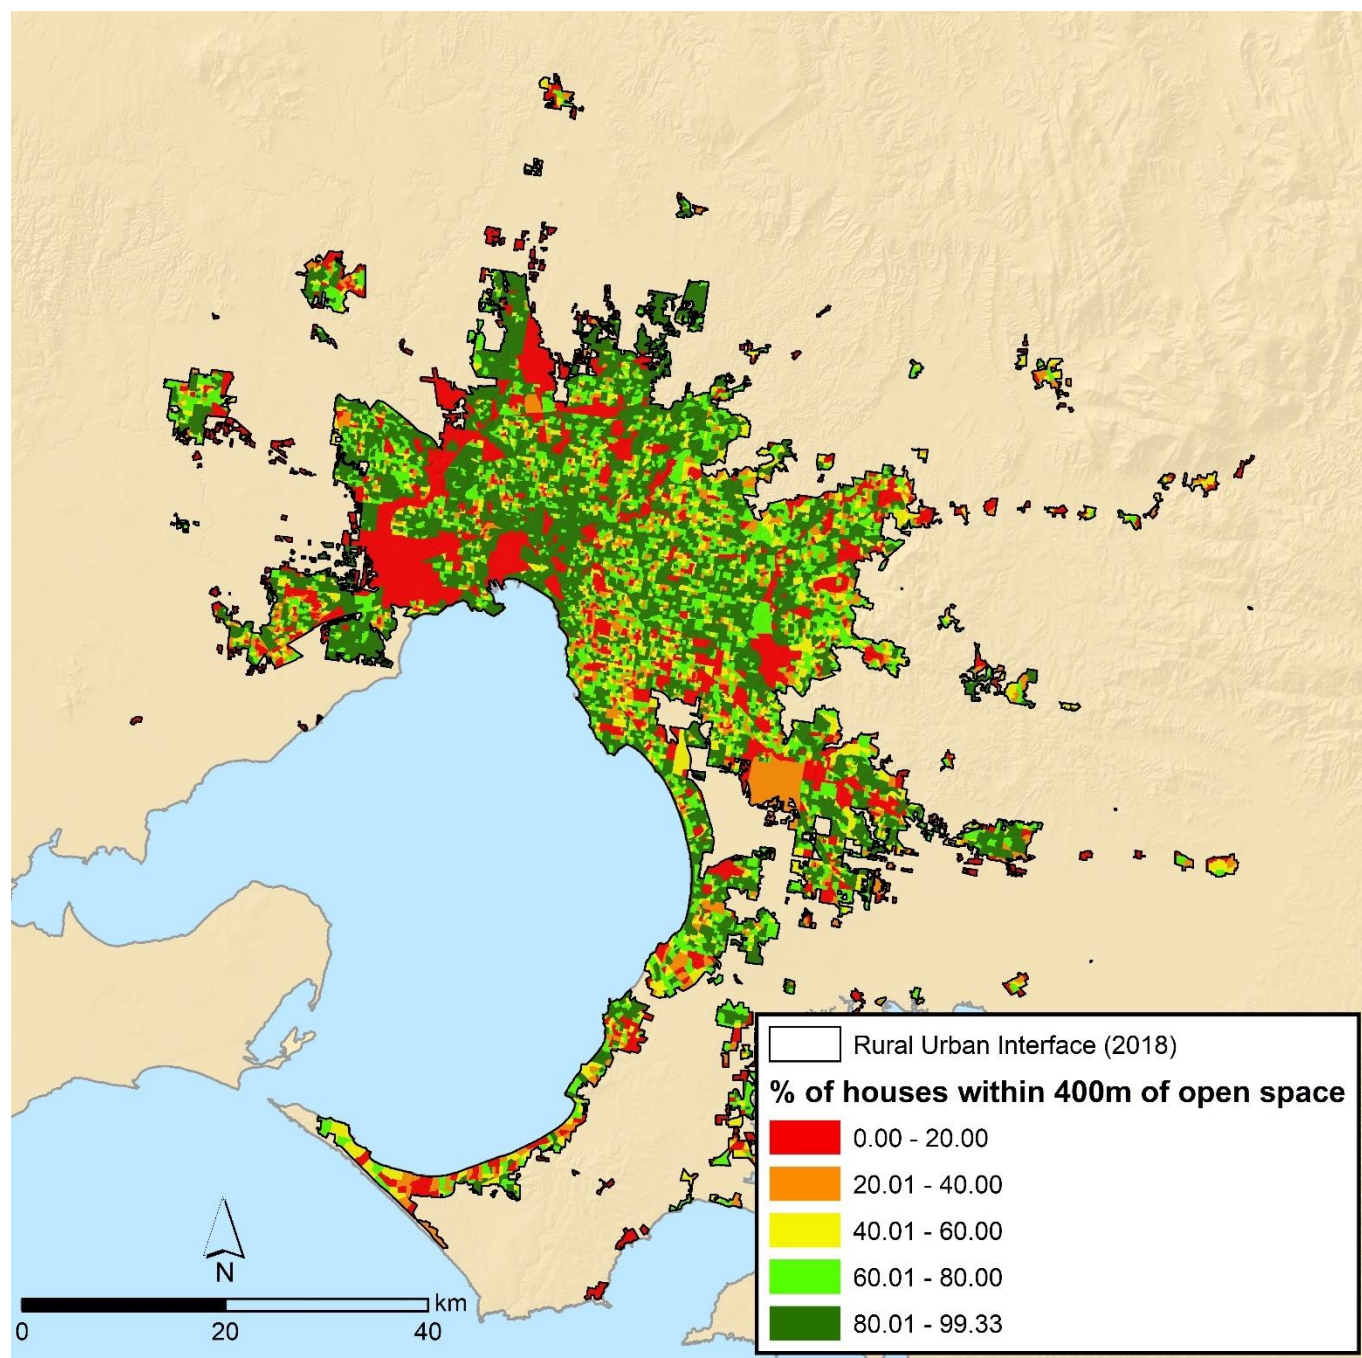 Rural Urban Interface (2018)
% of houses within 400m of open space
0.00 - 20.00
20.01 - 40.00
40.01 - 60.00
60.01 - 80.00
80.01 - 99.33
N
km
0 20 40